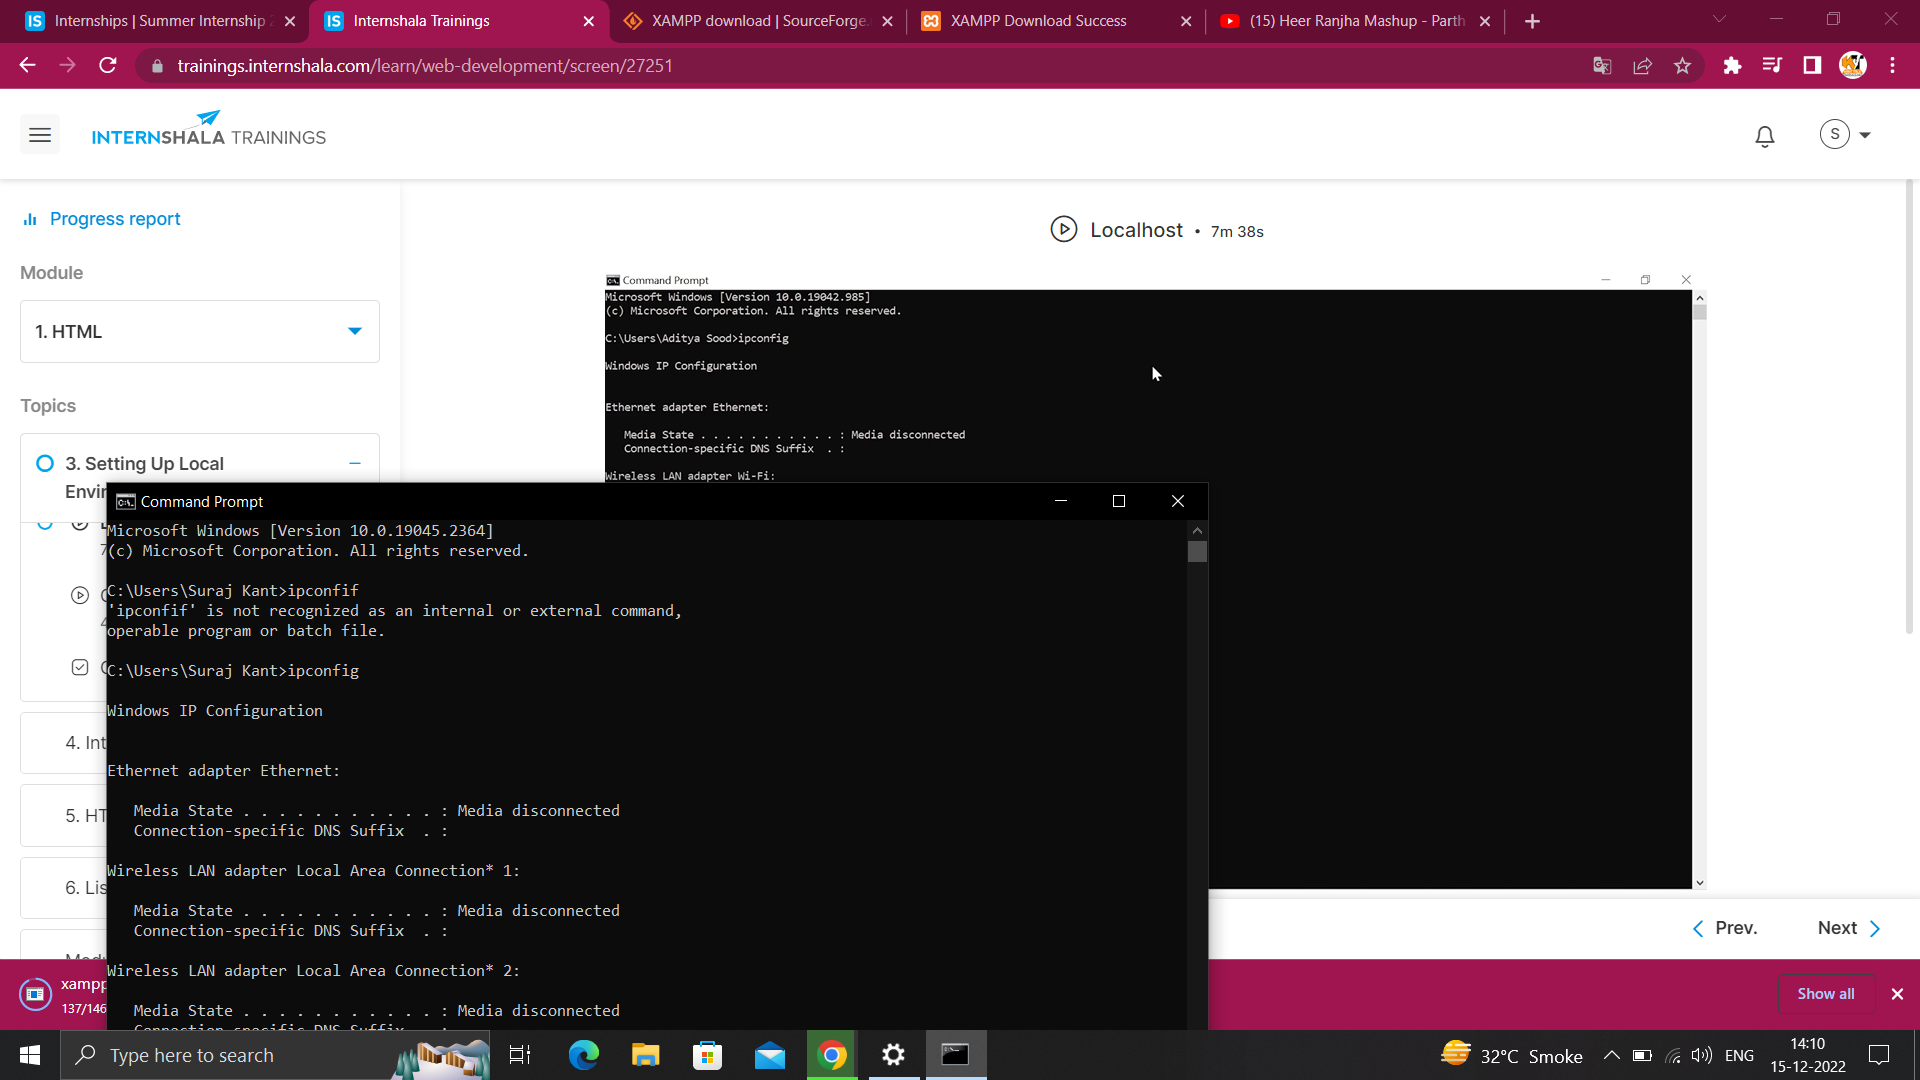 Internships | Summer Internship 2
Internshala Trainings
XAMPP download | SourceForge.
XAMPP Download Success
(15) Heer Ranjha Mashup - Parth
trainings.internshala.com/learn/web-development/screen/27251
INTERNSHALA TRAININGS
S
Progress report
Localhost • 7m 38s
Module
1. HTML
Topics
3. Setting Up Local
Envir
4. Int
5. HT
6. Lis
Command Prompt
Microsoft Windows [Version 10.0.19042.985]
(c) Microsoft Corporation. All rights reserved.
C:\Users\Aditya Sood>ipconfig
Windows IP Configuration
Ethernet adapter Ethernet:
Media State . . . . . . . . . . . : Media disconnected
Connection-specific DNS Suffix  . :
Wireless LAN adapter Wi-Fi:
Command Prompt
Microsoft Windows [Version 10.0.19045.2364]
(c) Microsoft Corporation. All rights reserved.
C:\Users\Suraj Kant>ipconfif
'ipconfif' is not recognized as an internal or external command,
operable program or batch file.
C:\Users\Suraj Kant>ipconfig
Windows IP Configuration
Ethernet adapter Ethernet:
Media State . . . . . . . . . . . : Media disconnected
Connection-specific DNS Suffix  . :
Wireless LAN adapter Local Area Connection* 1:
Media State . . . . . . . . . . . : Media disconnected
Connection-specific DNS Suffix  . :
Wireless LAN adapter Local Area Connection* 2:
Media State . . . . . . . . . . . : Media disconnected
Connection-specific DNS Suffix  . :
Prev.
Next
xampp
137/146
Show all
Type here to search
32°C Smoke
ENG
14:10
15-12-2022